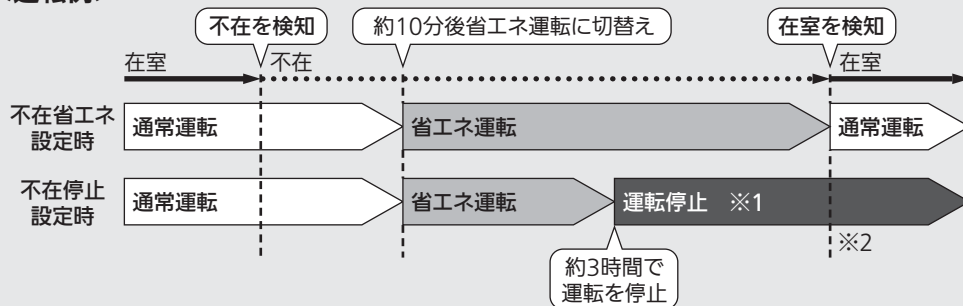 不在を検知
約10分後省エネ運転に切替え
在室を検知
在室
不在
在室
不在省エネ
設定時
通常運転
省エネ運転
通常運転
不在停止
設定時
通常運転
省エネ運転
運転停止 ※1
※2
約3時間で
運転を停止